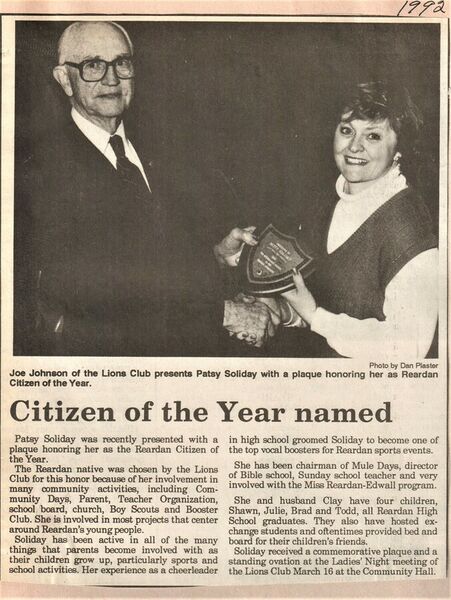 1992
Photo by Dan Plaster
Joe Johnson of the Lions Club presents Patsy Soliday with a plaque honoring her as Reardan
Citizen of the Year.
Citizen of the Year named
Patsy Soliday was recently presented with a
plaque honoring her as the Reardan Citizen of
the Year.
The Reardan native was chosen by the Lions
Club for this honor because of her involvement in
many community activities, including Com-
munity Days, Parent, Teacher Organization,
school board, church, Boy Scouts and Booster
Club. She is involved in most projects that center
around Reardan's young people.
Soliday has been active in all of the many
things that parents become involved with as
their children grow up, particularly sports and
school activities. Her experience as a cheerleader
in high school groomed Soliday to become one of
the top vocal boosters for Reardan sports events.
She has been chairman of Mule Days, director
of Bible school, Sunday school teacher and very
involved with the Miss Reardan-Edwall program.
She and husband Clay have four children,
Shawn, Julie, Brad and Todd, all Reardan High
School graduates. They also have hosted ex-
change students and oftentimes provided bed and
board for their children's friends.
Soliday received a commemorative plaque and a
standing ovation at the Ladies' Night meeting of
the Lions Club March 16 at the Community Hall.